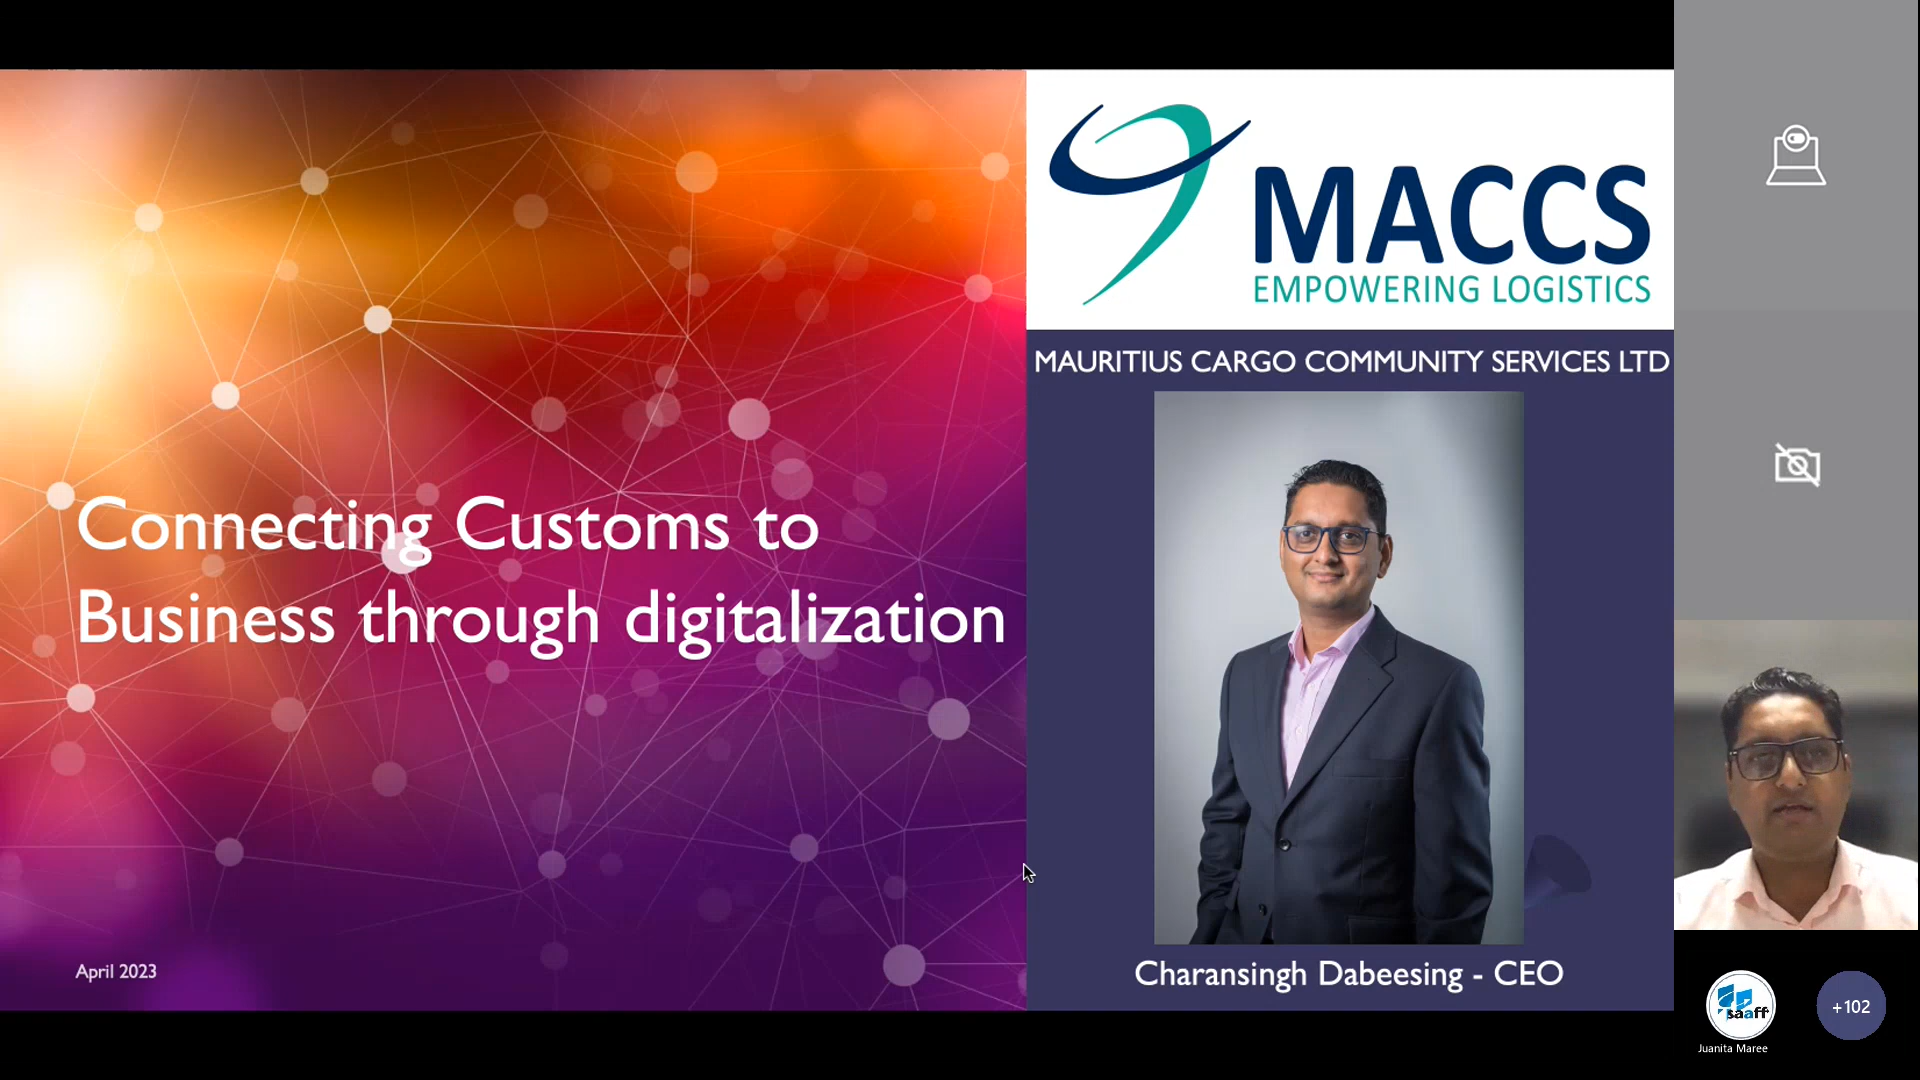 MACCS
EMPOWERING LOGISTICS
MAURITIUS CARGO COMMUNITY SERVICES LTD
Connecting Customs to
Business through digitalization
April 2023
Charansingh Dabeesing - CEO
saaff
Juanita Maree
+102